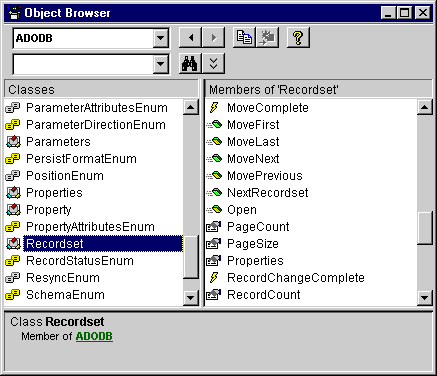 Object Browser
ADODB
?
Classes
ParameterAttributesEnum
ParameterDirectionEnum
Parameters
PersistFormatEnum
PositionEnum
Properties
Property
PropertyAttributesEnum
Recordset
RecordStatusEnum
ResyncEnum
SchemaEnum
Members of 'Recordset'
MoveComplete
MoveFirst
MoveLast
MoveNext
MovePrevious
NextRecordset
Open
PageCount
PageSize
Properties
RecordChangeComplete
RecordCount
Class Recordset
Member of ADODB